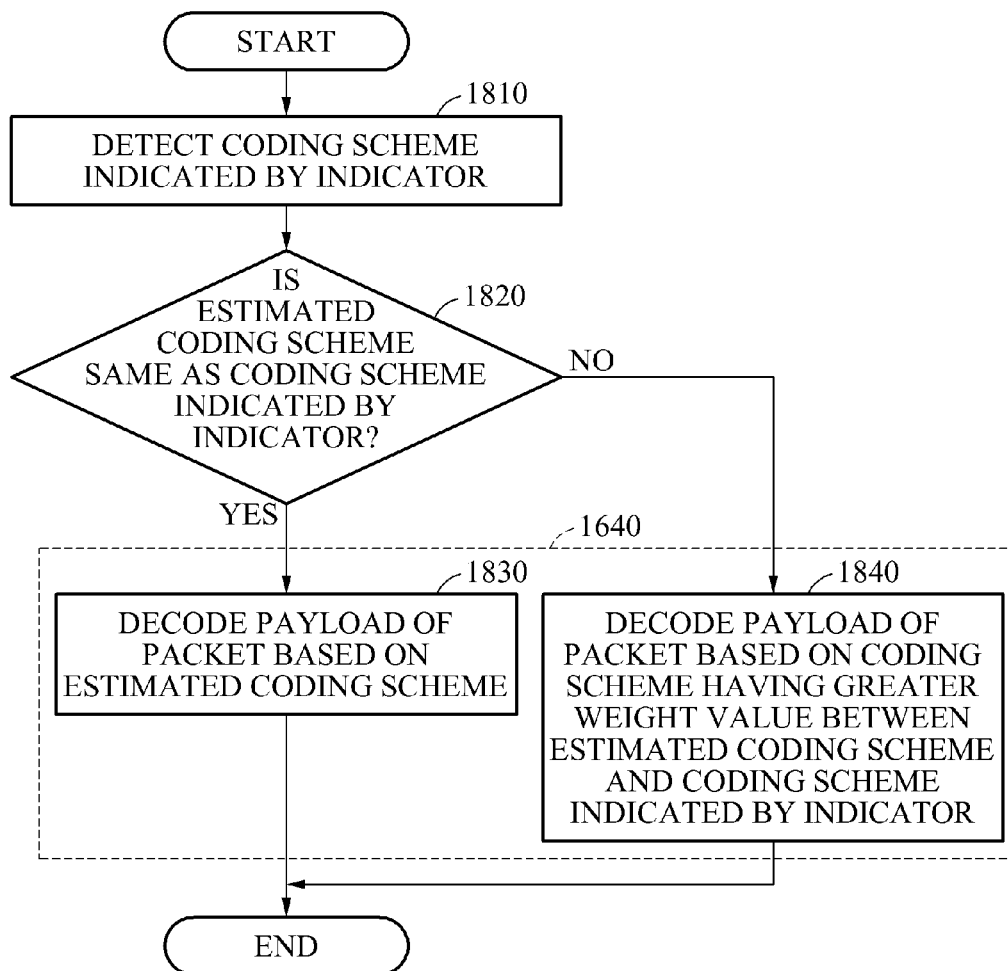 START
1810
DETECT CODING SCHEME
INDICATED BY INDICATOR
1820
IS
ESTIMATED
CODING SCHEME
SAME AS CODING SCHEME
INDICATED BY
INDICATOR?
NO
YES
1640
1830
DECODE PAYLOAD OF
PACKET BASED ON
ESTIMATED CODING SCHEME
1840
DECODE PAYLOAD OF
PACKET BASED ON CODING
SCHEME HAVING GREATER
WEIGHT VALUE BETWEEN
ESTIMATED CODING SCHEME
AND CODING SCHEME
INDICATED BY INDICATOR
END